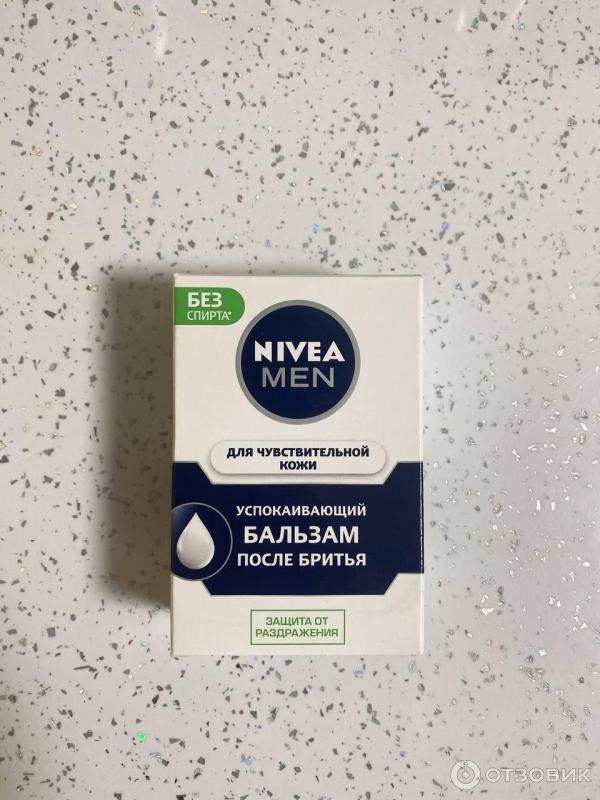 БЕЗ
СПИРТА*
NIVEA
MEN
ДЛЯ ЧУВСТВИТЕЛЬНОЙ
КОЖИ
УСПОКАИВАЮЩИЙ
БАЛЬЗАМ
ПОСЛЕ БРИТЬЯ
ЗАЩИТА ОТ
РАЗДРАЖЕНИЯ
ОТЗОВИК